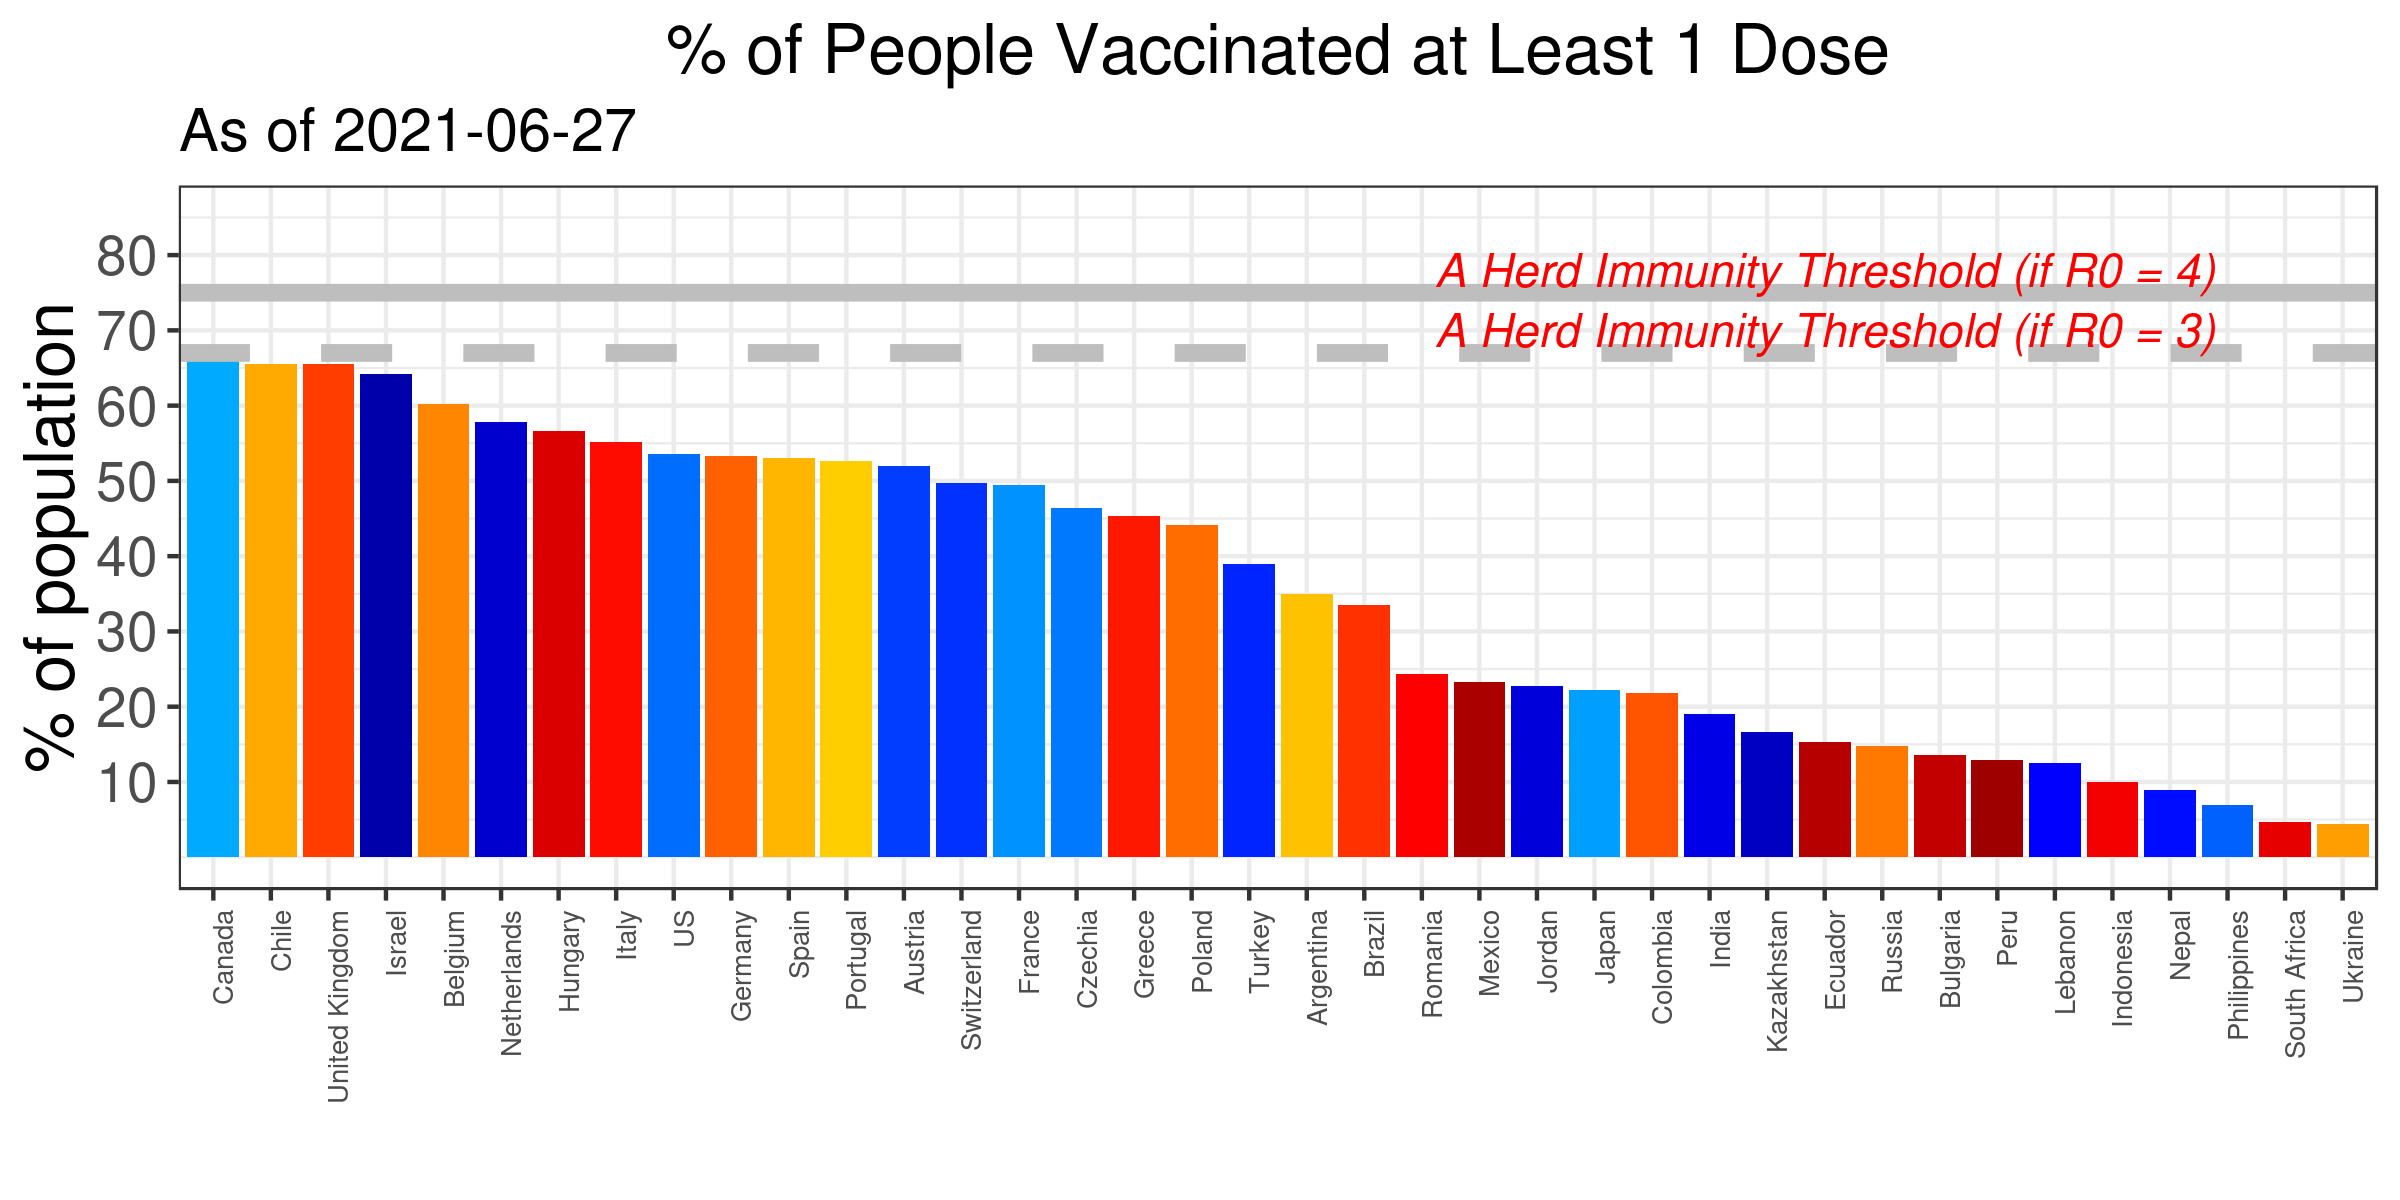 % of People Vaccinated at Least 1 Dose
As of 2021-06-27
% of population
80
70
60
50
40
30
20
10
A Herd Immunity Threshold (if R0 = 4)
A Herd Immunity Threshold (if R0 = 3)
Canada
Chile
United Kingdom
Israel
Belgium
Netherlands
Hungary
Italy
US
Germany
Spain
Portugal
Austria
Switzerland
France
Czechia
Greece
Poland
Turkey
Argentina
Brazil
Romania
Mexico
Jordan
Japan
Colombia
India
Kazakhstan
Ecuador
Russia
Bulgaria
Peru
Lebanon
Indonesia
Nepal
Philippines
South Africa
Ukraine